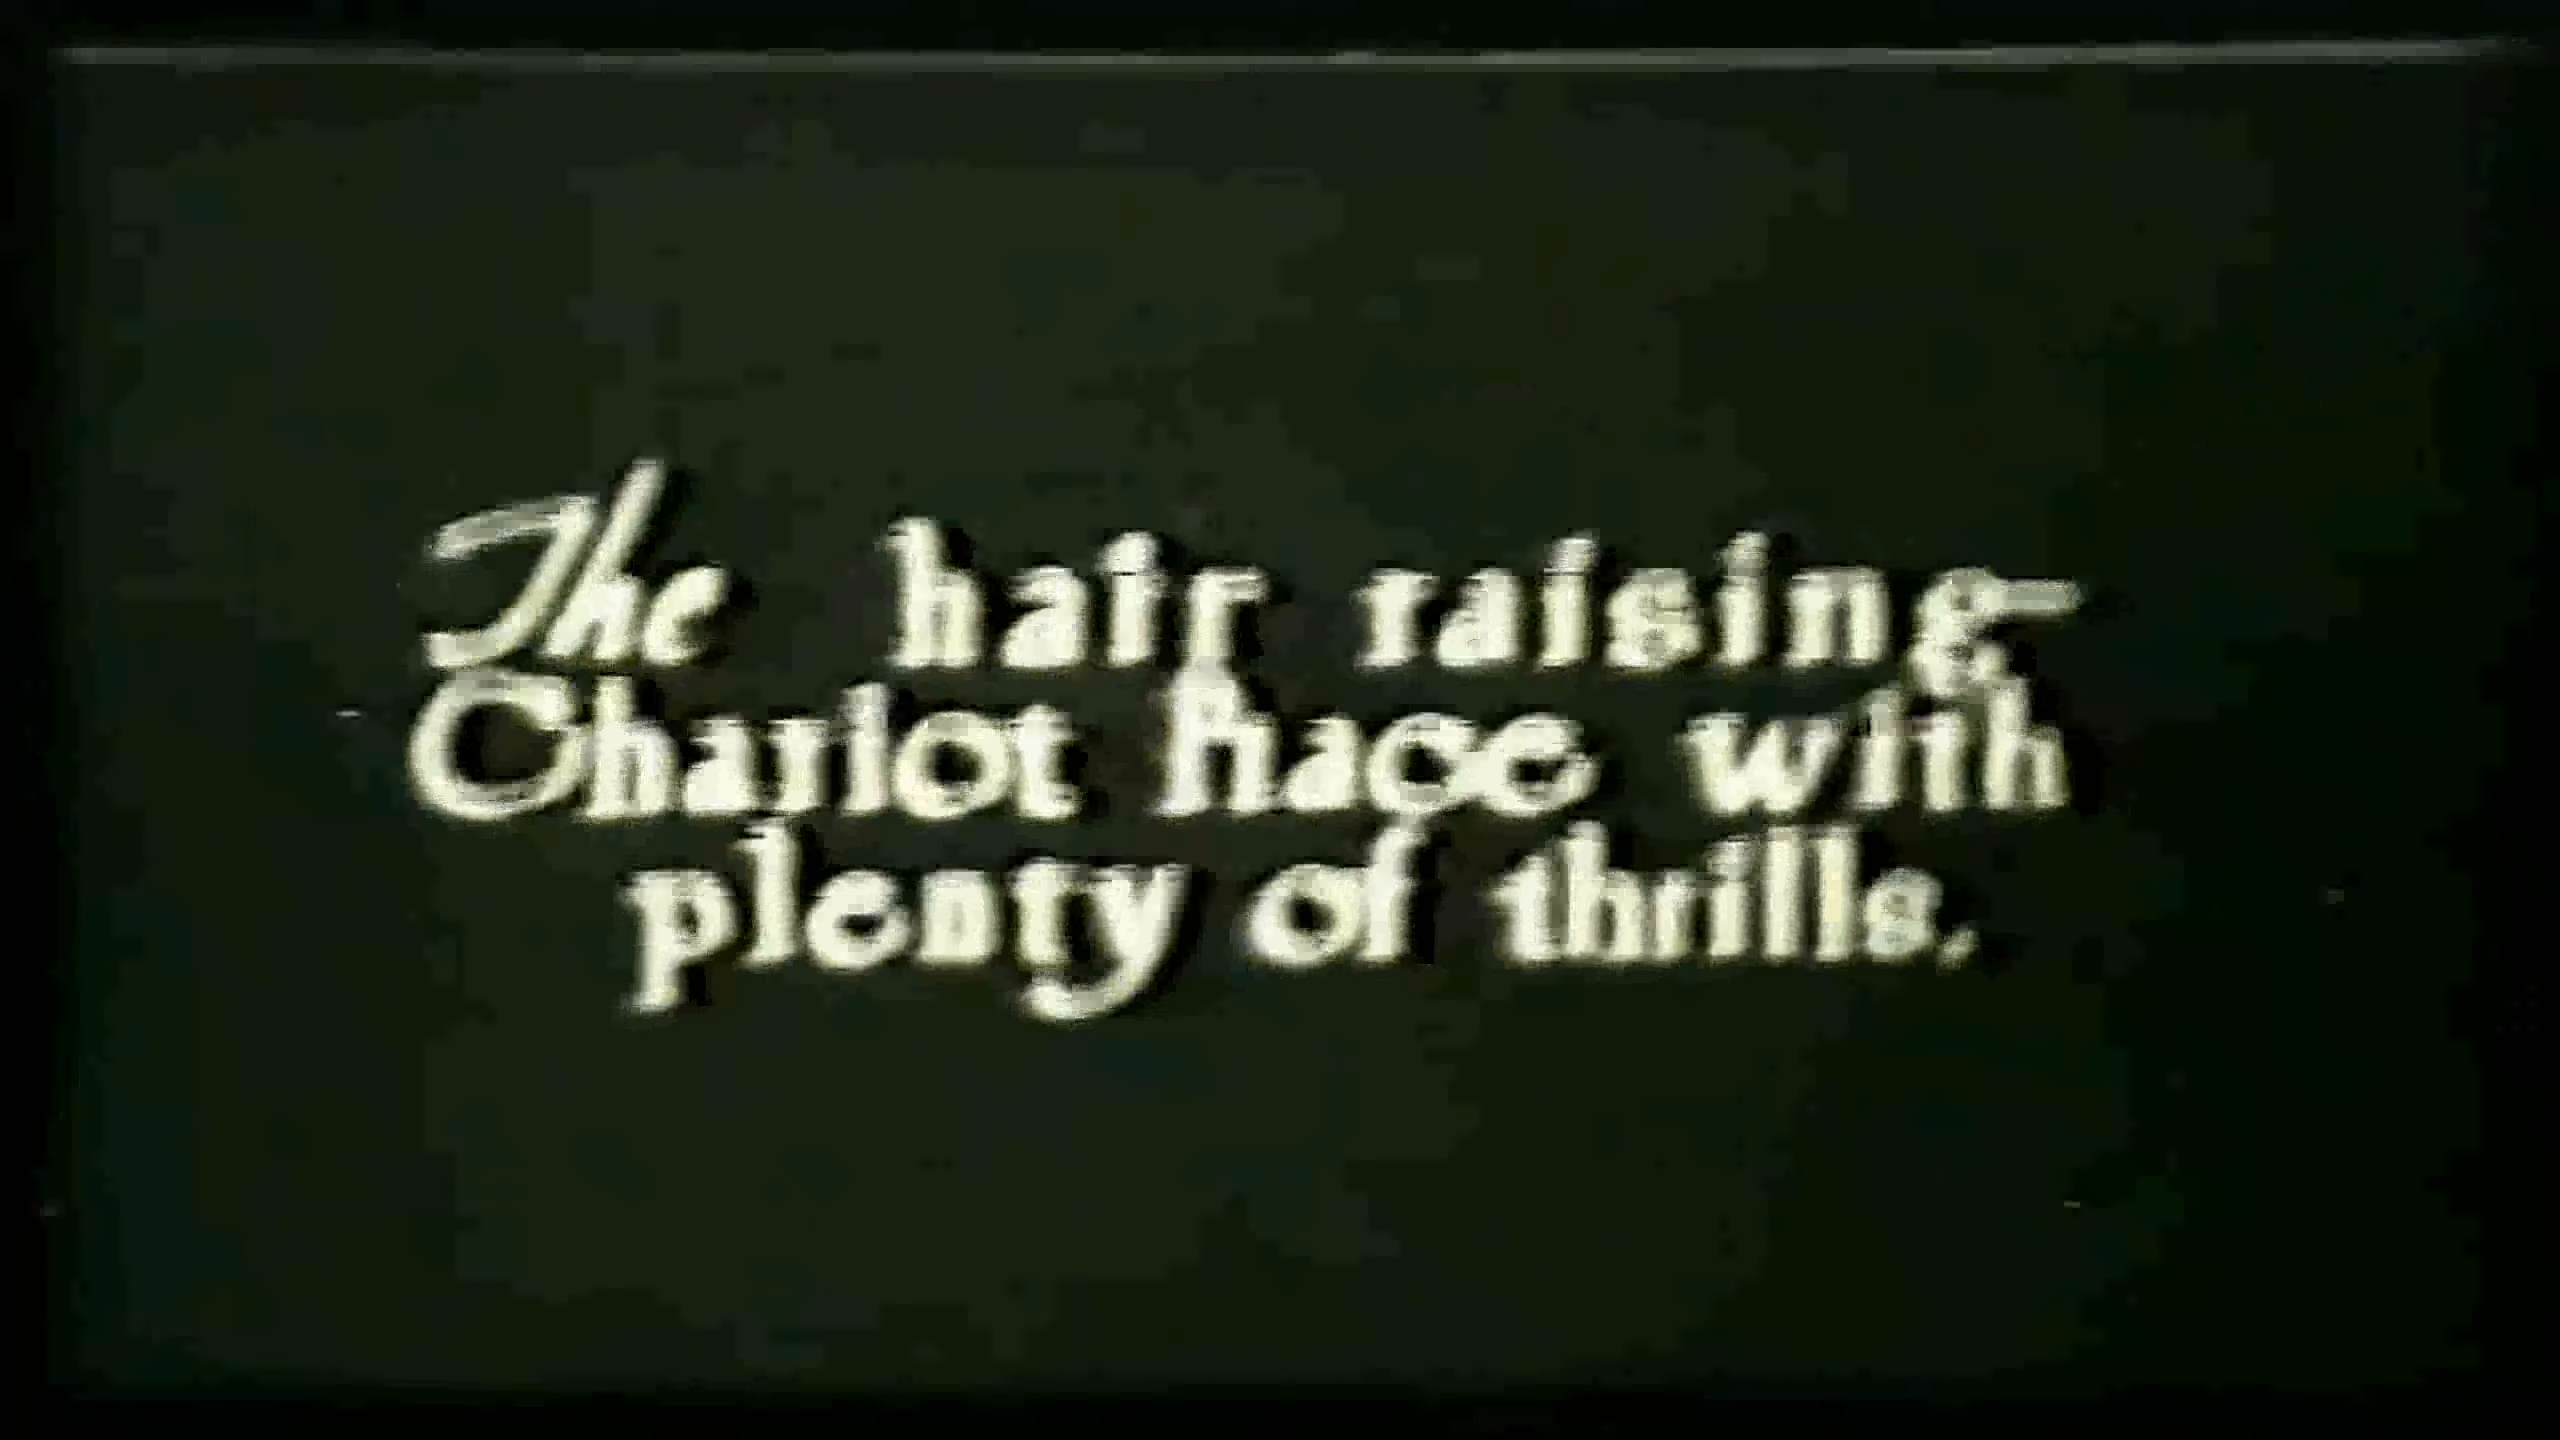 The hair raising
Chariot Race with
plenty of thrills.